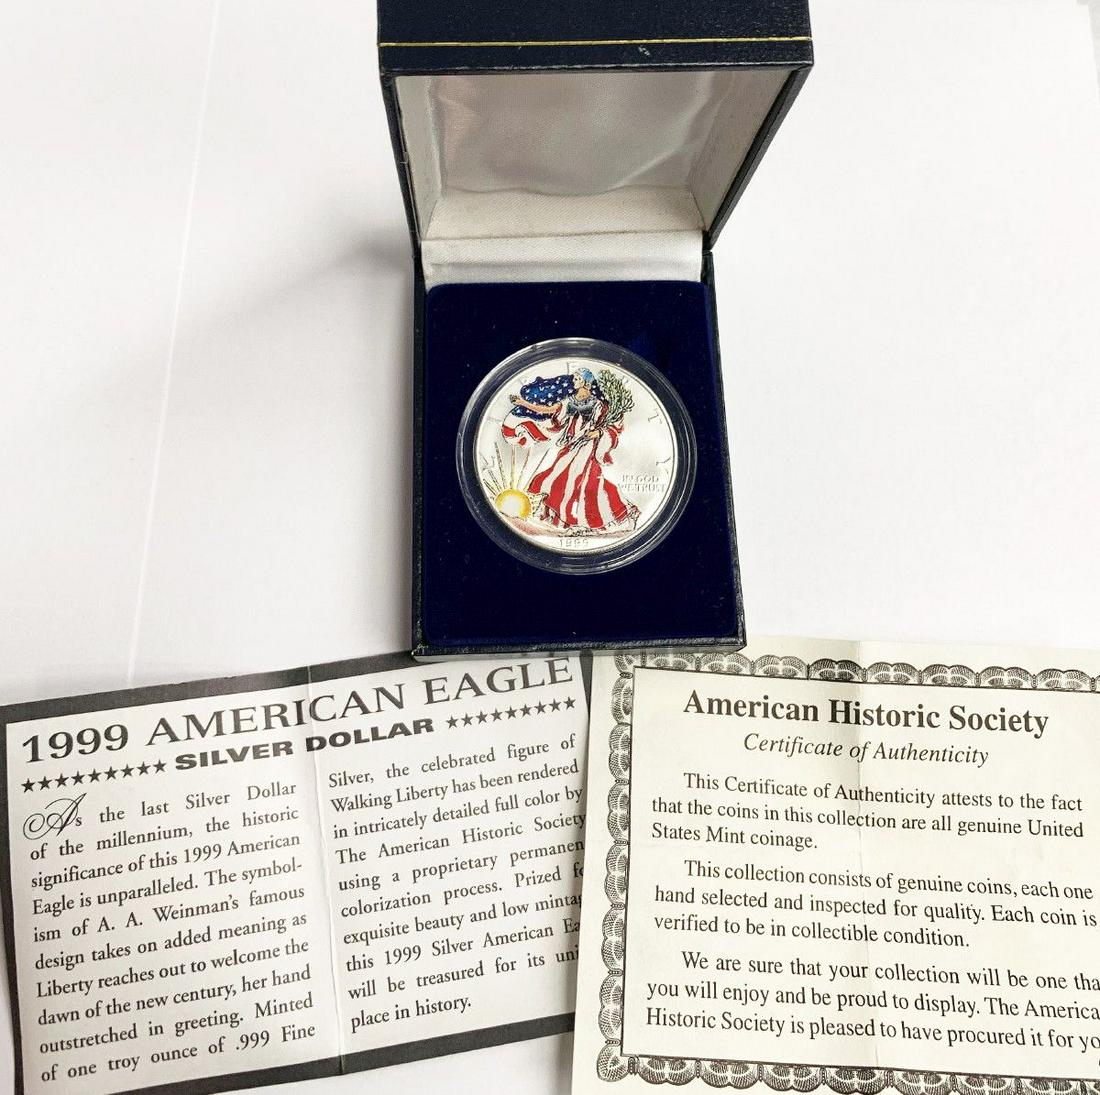 LIBERTY
IN GOD
WE TRUST
1999
1999 AMERICAN EAGLE
★★★★★★★★★ SILVER DOLLAR ★★★★★★★★★
As the last Silver Dollar
of the millennium, the historic
significance of this 1999 American
Eagle is unparalleled. The symbol-
ism of A. A. Weinman's famous
design takes on added meaning as
Liberty reaches out to welcome the
dawn of the new century, her hand
outstretched in greeting. Minted
of one troy ounce of .999 Fine
Silver, the celebrated figure of
Walking Liberty has been rendered
in intricately detailed full color by
The American Historic Society
using a proprietary permanen
colorization process. Prized f
exquisite beauty and low minta
this 1999 Silver American Ea
will be treasured for its uni
place in history.
American Historic Society
Certificate of Authenticity
This Certificate of Authenticity attests to the fact
that the coins in this collection are all genuine United
States Mint coinage.
This collection consists of genuine coins, each one
hand selected and inspected for quality. Each coin is
verified to be in collectible condition.
We are sure that your collection will be one tha
you will enjoy and be proud to display. The America
Historic Society is pleased to have procured it for yo